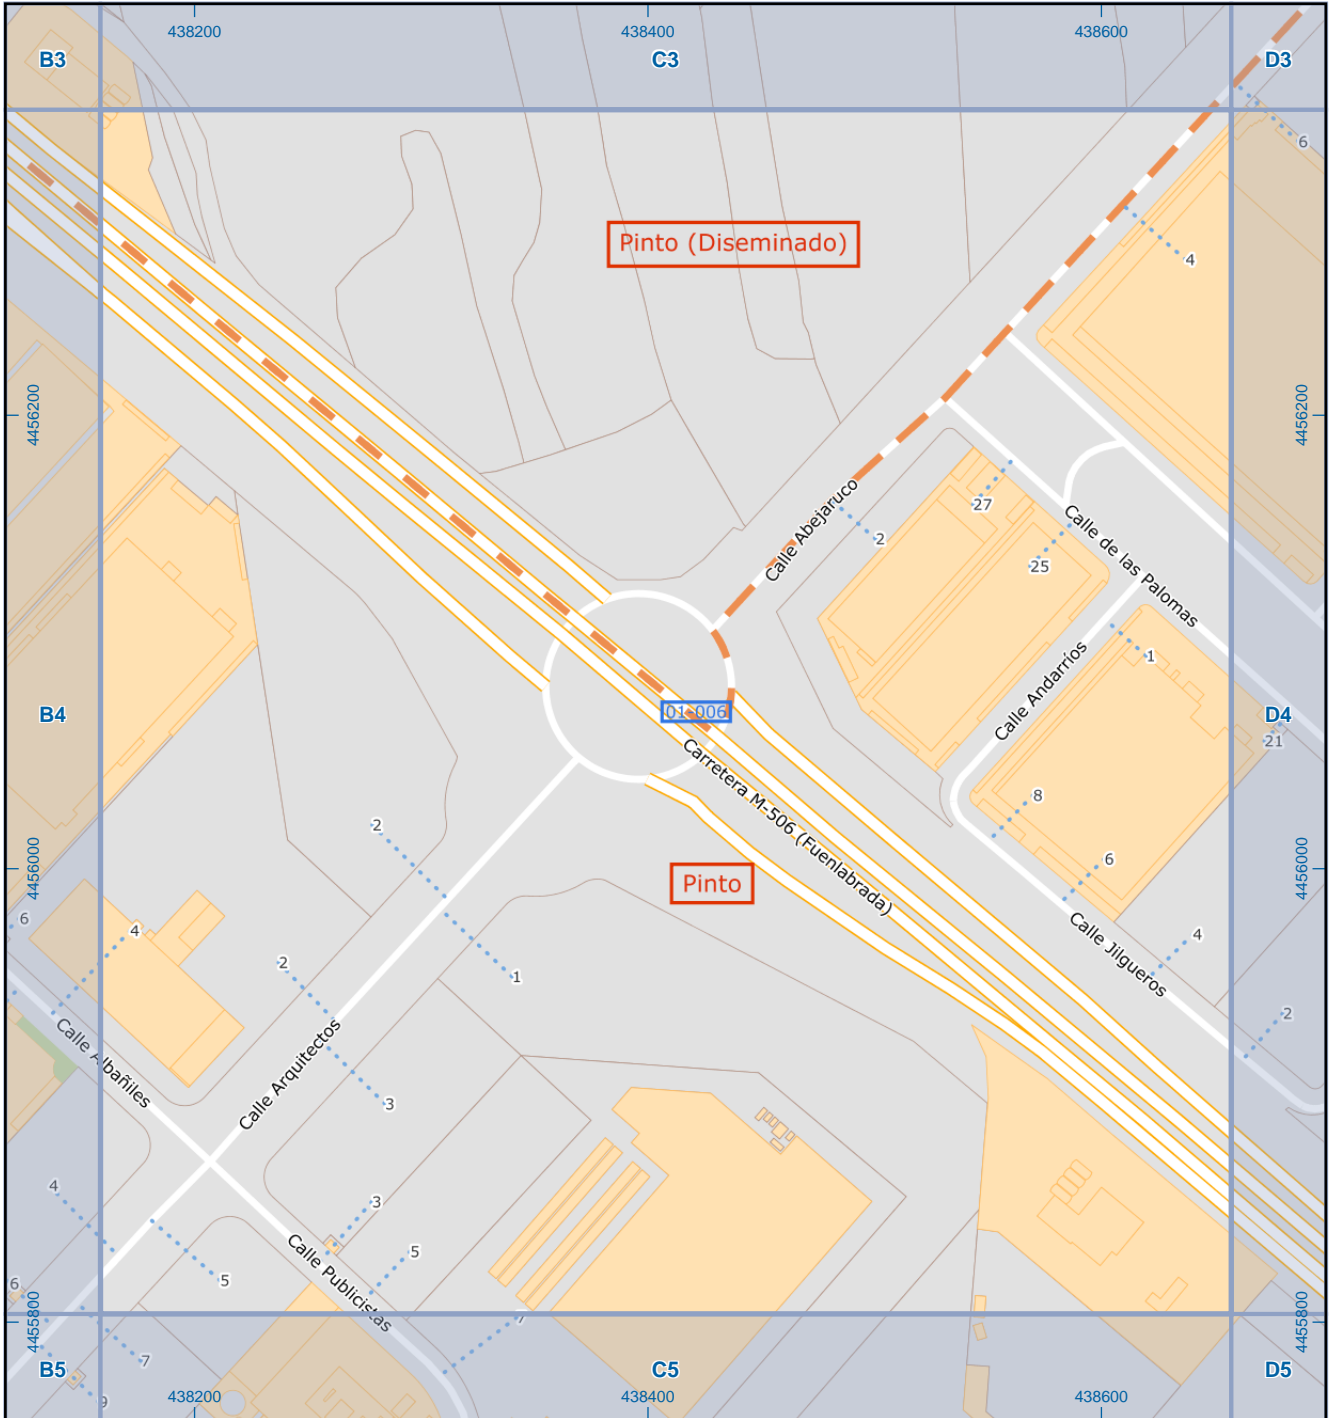 438200
438400
438600
B3
C3
D3
6
Pinto (Diseminado)
4
4456200
4456200
Calle Abejaruco
27
2
25
Calle de las Palomas
1
Calle Andarríos
B4
01-006
D4
21
Carretera M-506 (Fuenlabrada)
8
2
6
4456000
4456000
Pinto
6
4
4
2
1
Calle Jilgueros
2
Calle Albañiles
Calle Arquitectos
3
4
3
5
5
Calle Publicistas
6
4455800
4455800
7
B5
C5
D5
9
438200
438400
438600